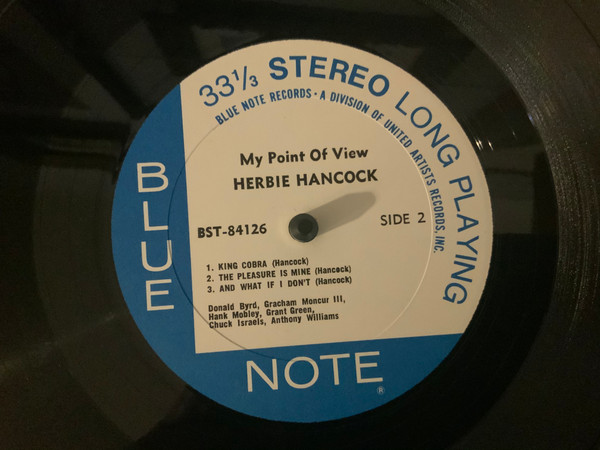 33⅓ STEREO LONG PLAYING
BLUE NOTE RECORDS · A DIVISION OF UNITED ARTISTS RECORDS, INC.
My Point Of View
HERBIE HANCOCK
BST-84126
SIDE 2
1. KING COBRA (Hancock)
2. THE PLEASURE IS MINE (Hancock)
3. AND WHAT IF I DON'T (Hancock)
Donald Byrd, Gracham Moncur III,
Hank Mobley, Grant Green,
Chuck Israels, Anthony Williams
BLUE
NOTE®